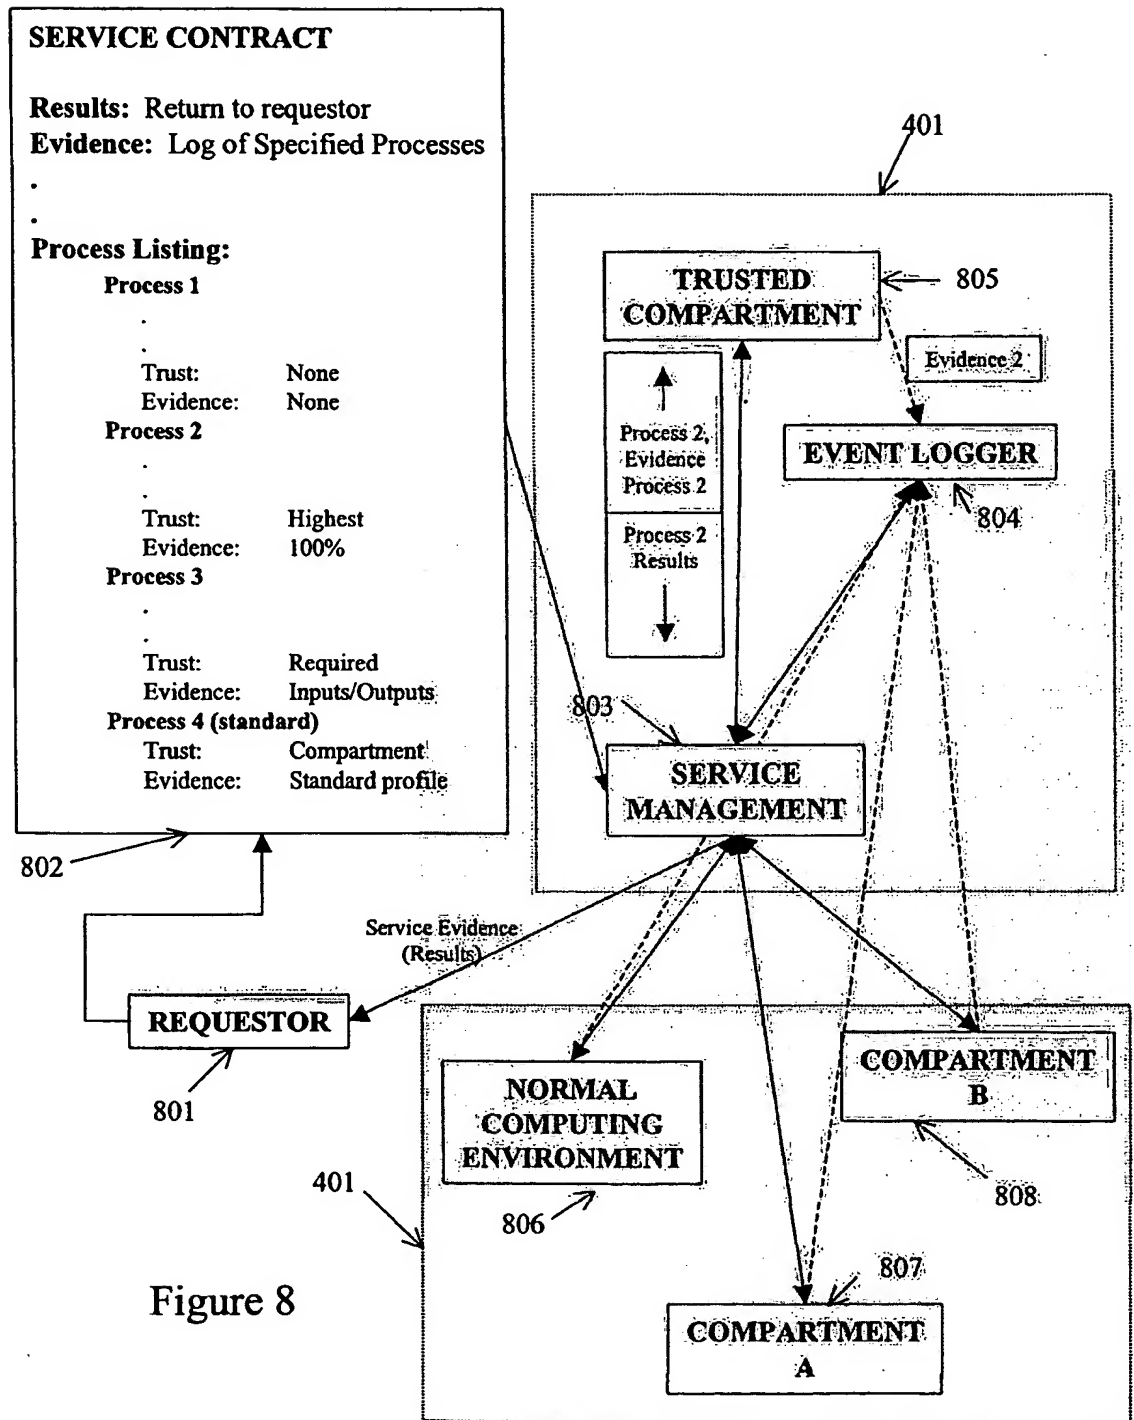 SERVICE CONTRACT
Results: Return to requestor
Evidence: Log of Specified Processes
.
.
Process Listing:
Process 1
.
.
Trust: None
Evidence: None
Process 2
.
.
Trust: Highest
Evidence: 100%
Process 3
.
.
Trust: Required
Evidence: Inputs/Outputs
Process 4 (standard)
Trust: Compartment
Evidence: Standard profile
802
401
TRUSTED
COMPARTMENT
805
Evidence 2
Process 2,
Evidence
Process 2
Process 2
Results
EVENT LOGGER
804
803
SERVICE
MANAGEMENT
Service Evidence
(Results)
REQUESTOR
801
NORMAL
COMPUTING
ENVIRONMENT
806
COMPARTMENT
B
808
401
807
COMPARTMENT
A
Figure 8